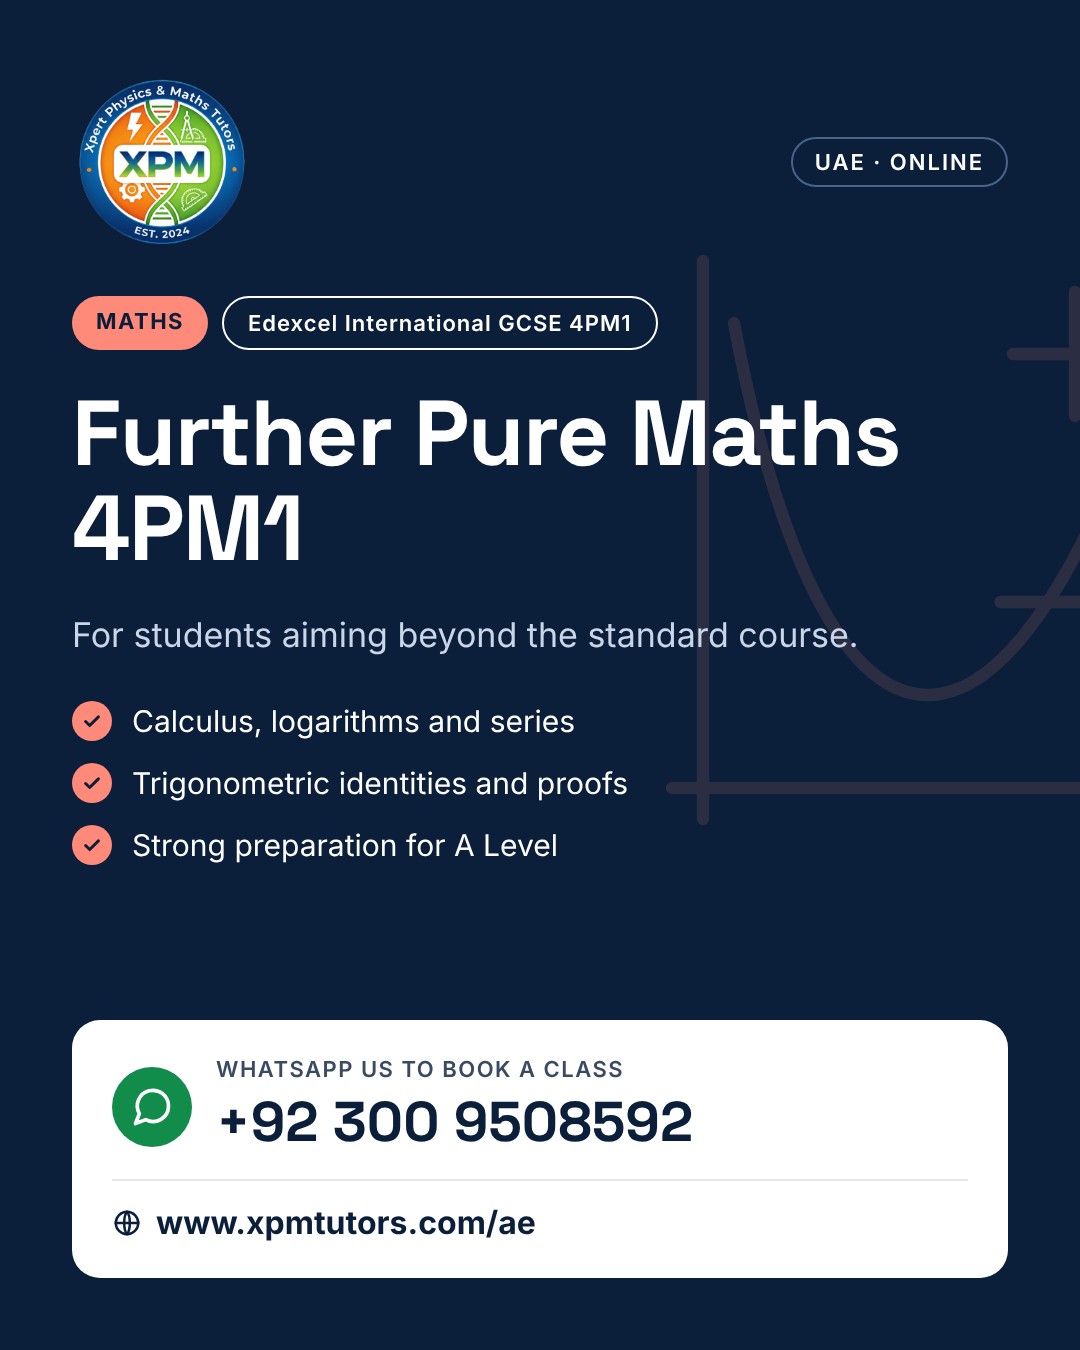 Xpert Physics & Maths Tutors
XPM
EST. 2024
UAE · ONLINE
MATHS
Edexcel International GCSE 4PM1
Further Pure Maths
4PM1
For students aiming beyond the standard course.
Calculus, logarithms and series
Trigonometric identities and proofs
Strong preparation for A Level
WHATSAPP US TO BOOK A CLASS
+92 300 9508592
www.xpmtutors.com/ae